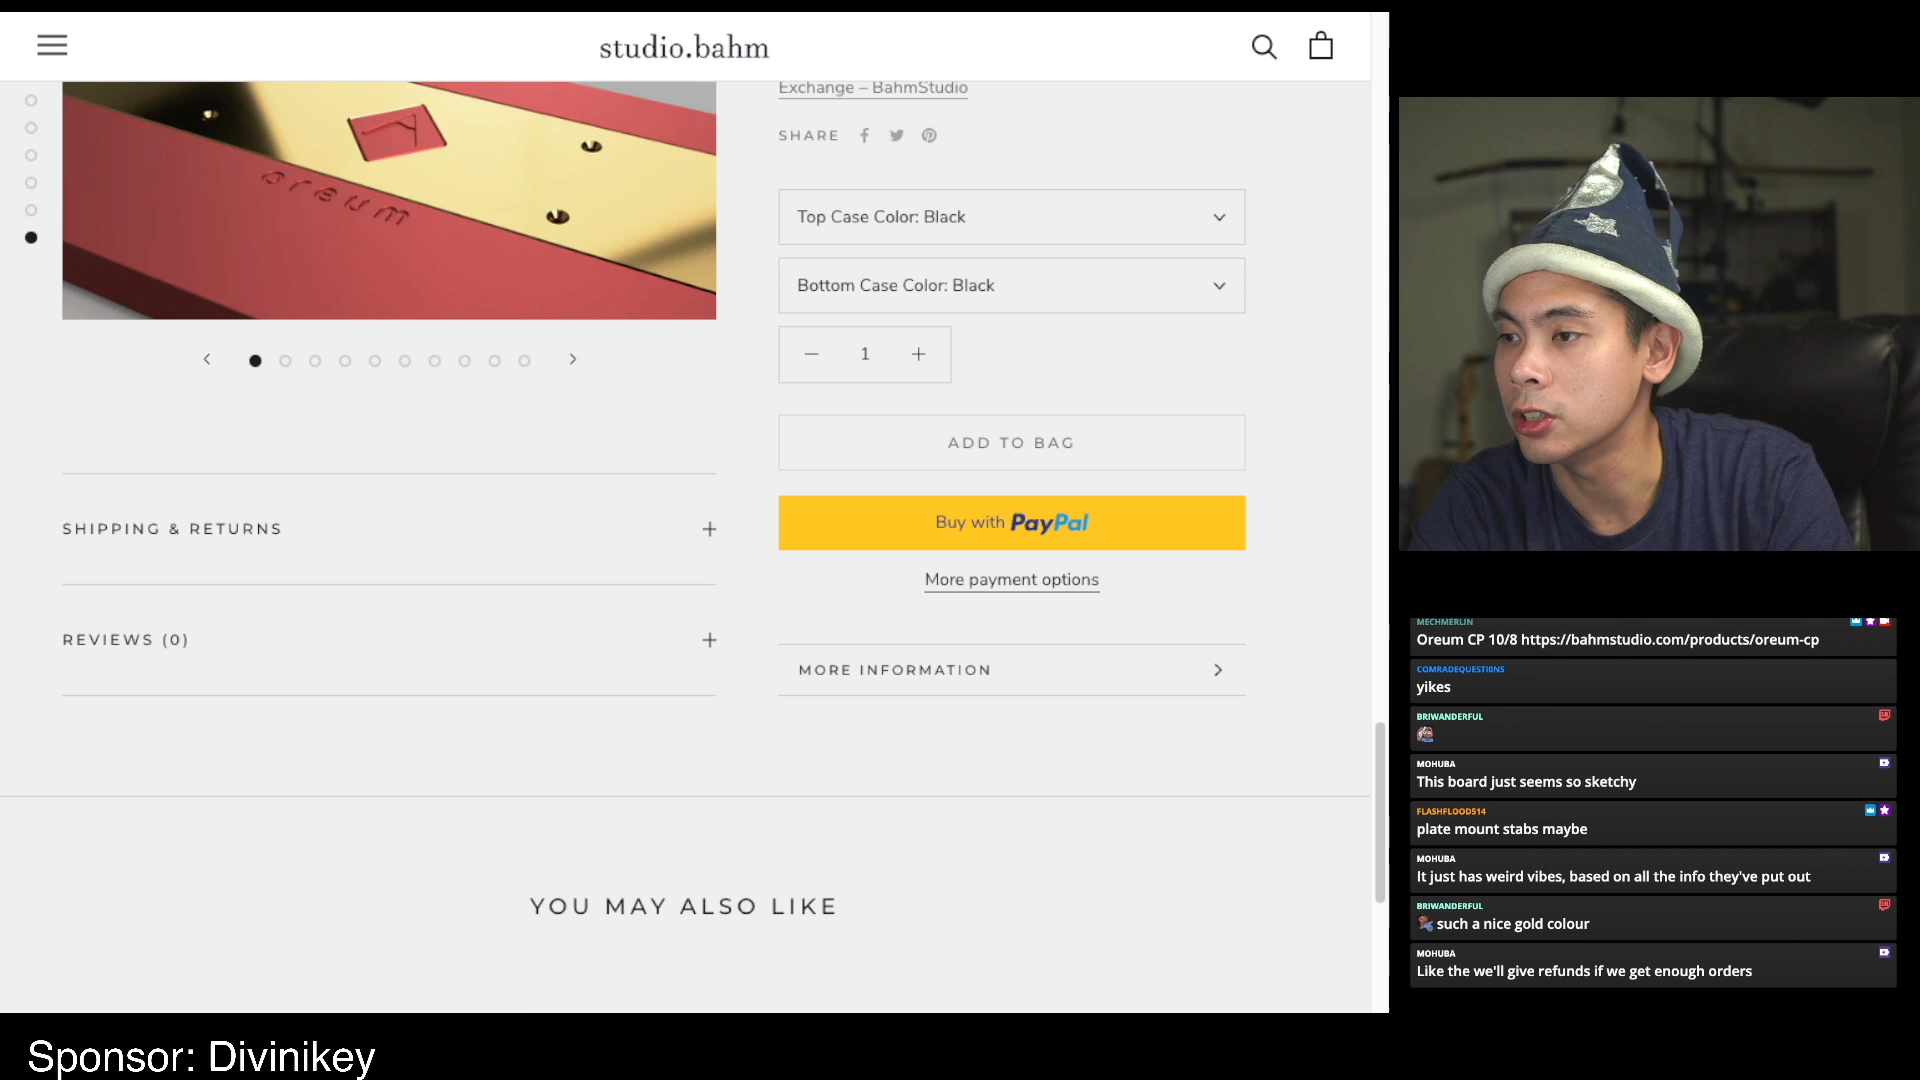 studio.bahm
Exchange – BahmStudio
SHARE
oreum
Top Case Color: Black
Bottom Case Color: Black
1
ADD TO BAG
Buy with PayPal
More payment options
MORE INFORMATION
SHIPPING & RETURNS
REVIEWS (0)
YOU MAY ALSO LIKE
MECHMERLIN
Oreum CP 10/8 https://bahmstudio.com/products/oreum-cp
COMRADEQUESTI0NS
yikes
BRIWANDERFUL
MOHUBA
This board just seems so sketchy
FLASHFLOOD514
plate mount stabs maybe
MOHUBA
It just has weird vibes, based on all the info they've put out
BRIWANDERFUL
such a nice gold colour
MOHUBA
Like the we'll give refunds if we get enough orders
Sponsor: Divinikey